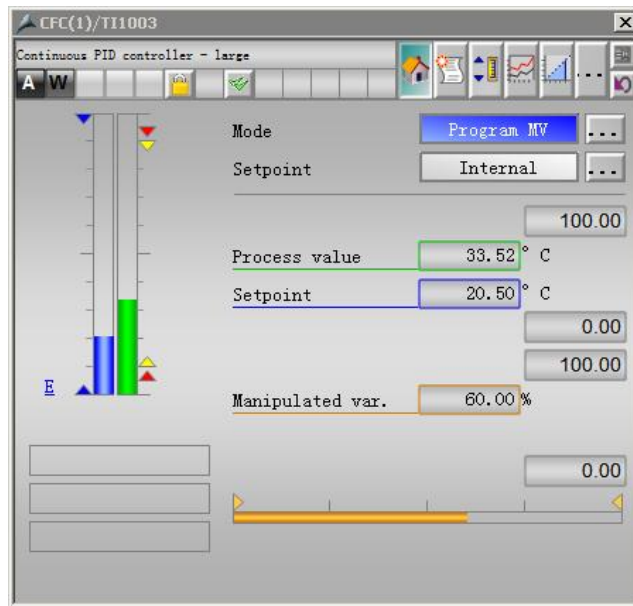 CFC(1)/TI1003
Continuous PID controller - large
A W
...
Mode Program MV ...
Setpoint Internal ...
100.00
Process value 33.52 ° C
Setpoint 20.50 ° C
0.00
100.00
E
Manipulated var. 60.00 %
0.00